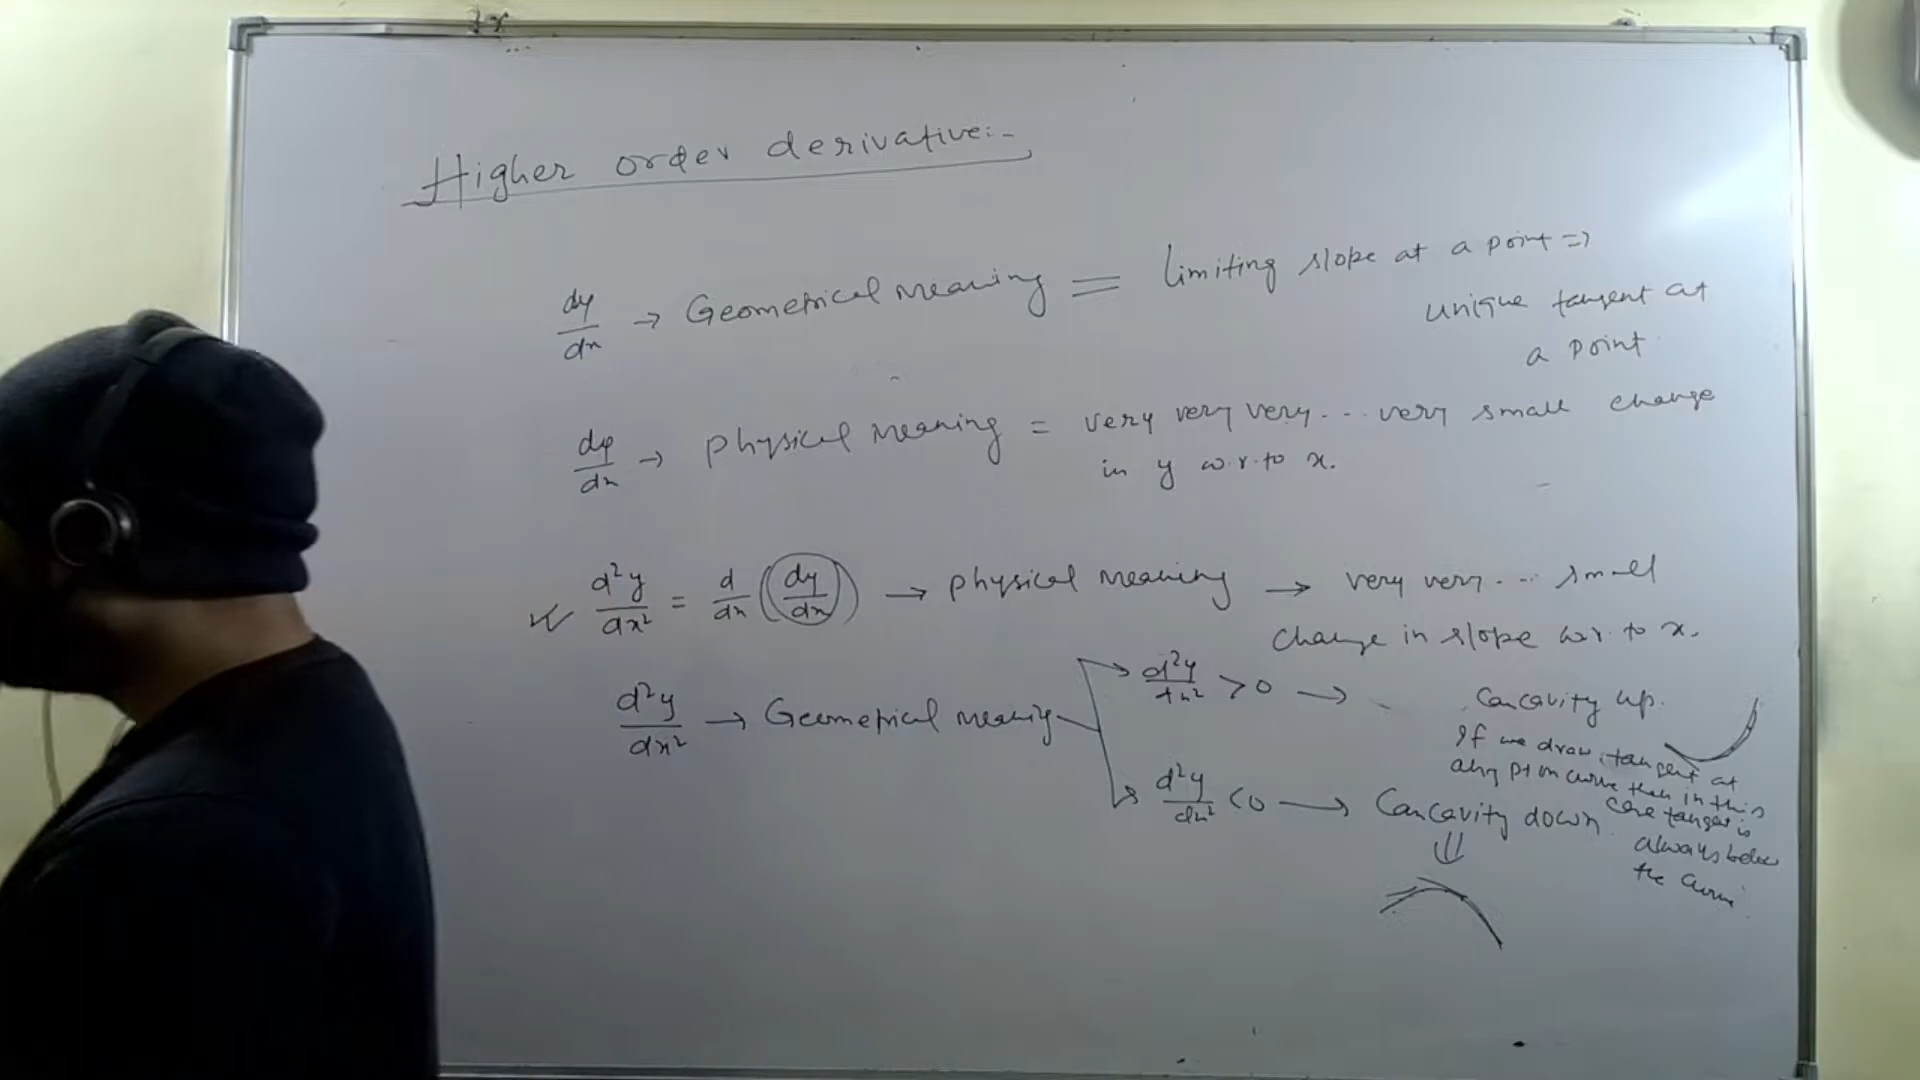 Higher order derivative:-
dy/dx → Geometrical meaning = limiting slope at a point ⇒
unique tangent at
a point
dy/dx → physical meaning = very very very... very small change
in y w.r.to x.
d²y/dx² = d/dx (dy/dx) → physical meaning → very very... small
change in slope w.r. to x.
d²y/dx² → Geometrical meaning
d²y/dx² > 0 → Concavity up.
If we draw tangent at
any pt on curve then in this
case tangent is
always below
the curve
d²y/dx² < 0 → Concavity down.
⇓